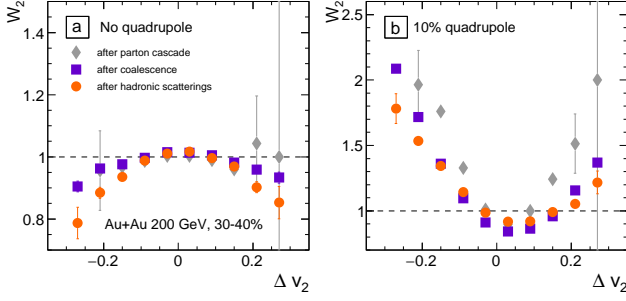 W2
a No quadrupole
after parton cascade
after coalescence
after hadronic scatterings
Au+Au 200 GeV, 30-40%
1.4
1.2
1
0.8
−0.2 0 0.2
Δ v2
W2
b 10% quadrupole
2.5
2
1.5
1
−0.2 0 0.2
Δ v2